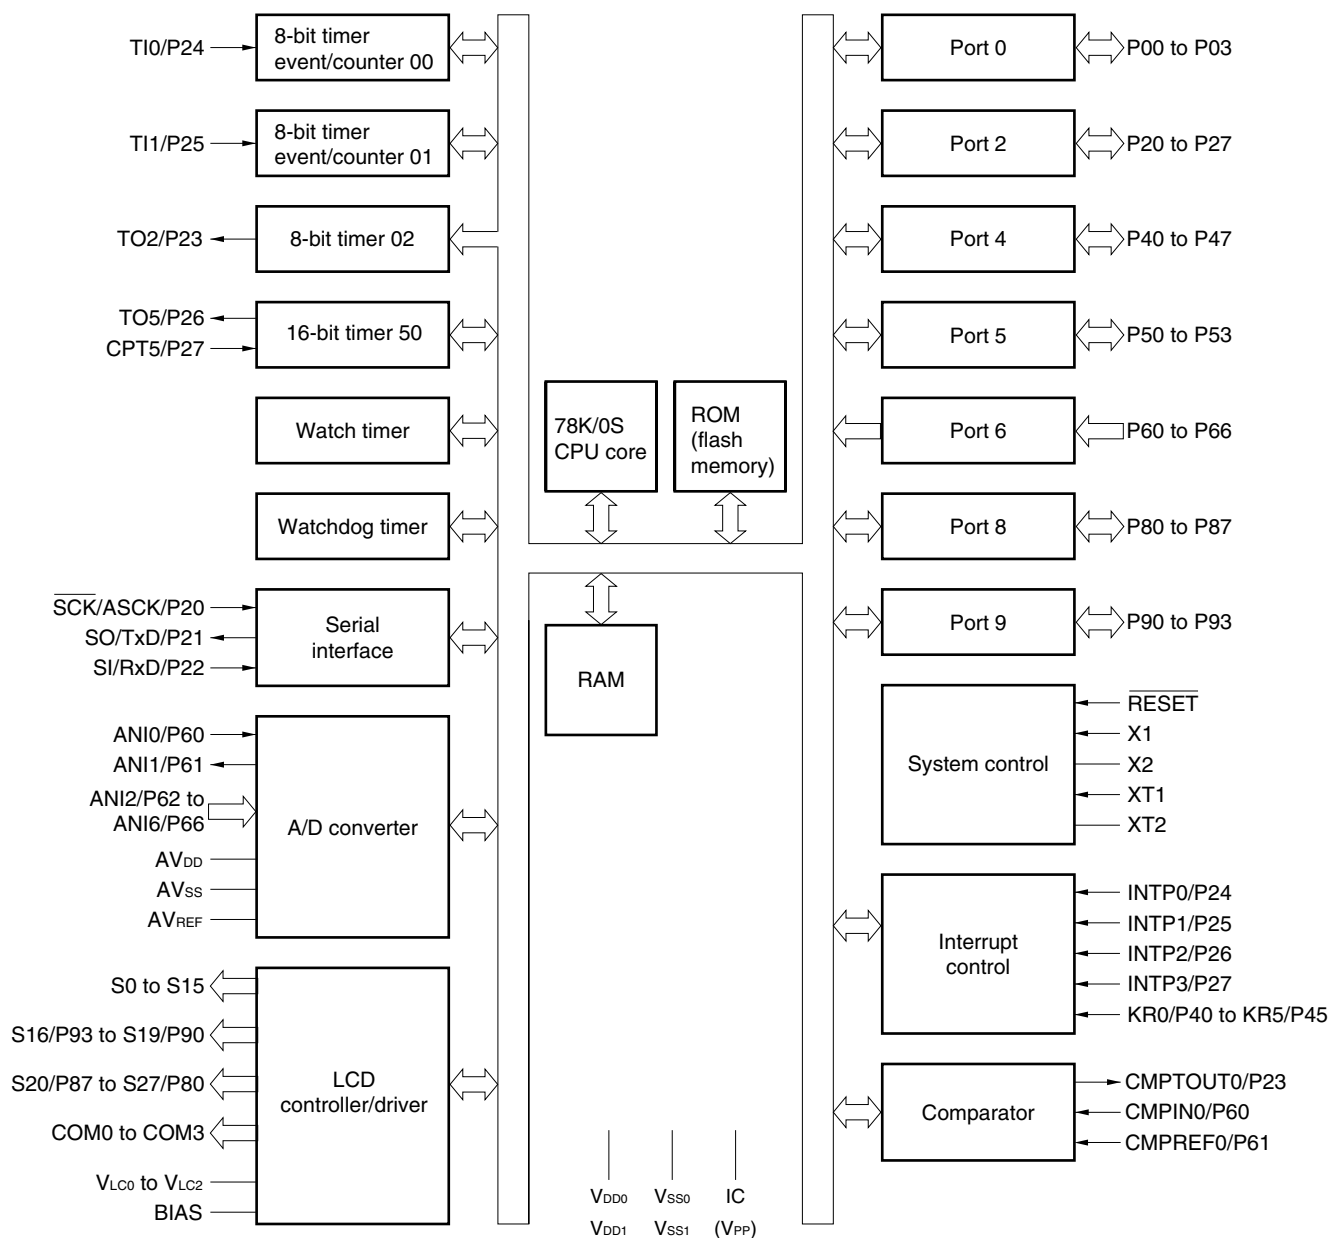 TI0/P24
8-bit timer
event/counter 00
TI1/P25
8-bit timer
event/counter 01
TO2/P23
8-bit timer 02
TO5/P26
CPT5/P27
16-bit timer 50
Watch timer
Watchdog timer
SCK/ASCK/P20
SO/TxD/P21
SI/RxD/P22
Serial
interface
ANI0/P60
ANI1/P61
ANI2/P62 to
ANI6/P66
AVDD
AVSS
AVREF
A/D converter
S0 to S15
S16/P93 to S19/P90
S20/P87 to S27/P80
COM0 to COM3
VLC0 to VLC2
BIAS
LCD
controller/driver
78K/0S
CPU core
ROM
(flash
memory)
RAM
VDD0
VDD1
VSS0
VSS1
IC
(VPP)
Port 0
P00 to P03
Port 2
P20 to P27
Port 4
P40 to P47
Port 5
P50 to P53
Port 6
P60 to P66
Port 8
P80 to P87
Port 9
P90 to P93
System control
RESET
X1
X2
XT1
XT2
Interrupt
control
INTP0/P24
INTP1/P25
INTP2/P26
INTP3/P27
KR0/P40 to KR5/P45
Comparator
CMPTOUT0/P23
CMPIN0/P60
CMPREF0/P61